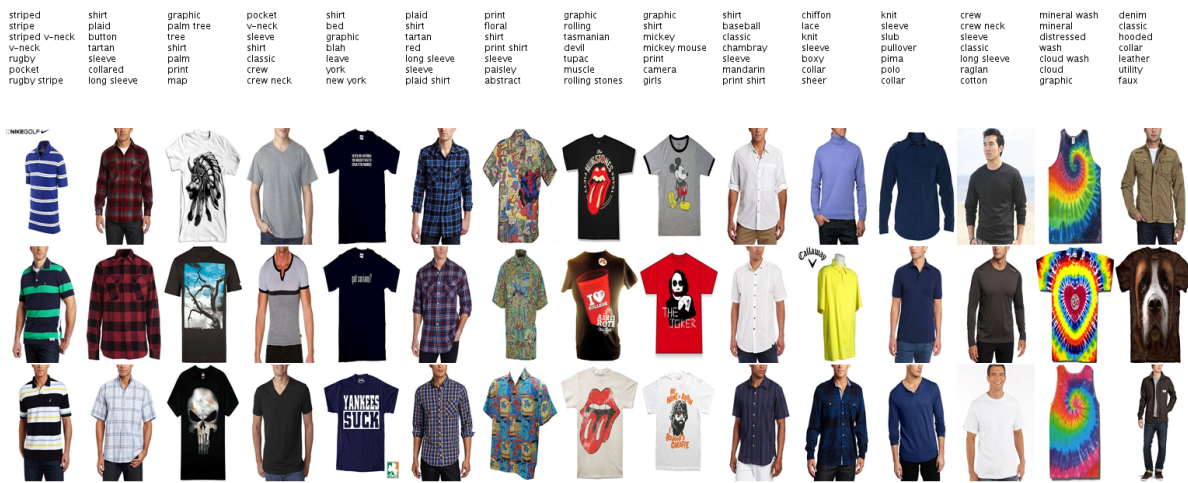 striped shirt graphic pocket shirt plaid print graphic graphic shirt chiffon knit crew mineral wash denim
stripe plaid palm tree v-neck bed shirt floral rolling shirt baseball lace sleeve crew neck mineral classic
striped v-neck button tree sleeve graphic tartan shirt tasmanian mickey classic knit slub sleeve distressed hooded
v-neck tartan shirt shirt blah red print shirt devil mickey mouse chambray sleeve pullover classic wash collar
rugby sleeve palm classic leave long sleeve sleeve tupac print sleeve boxy pima long sleeve cloud wash leather
pocket collared print crew york sleeve paisley muscle camera mandarin collar polo raglan cloud utility
rugby stripe long sleeve map crew neck new york plaid shirt abstract rolling stones girls print shirt sheer collar cotton graphic faux
NIKEGOLF
got soriano?
Callaway
I
THE
JOKER
YANKEES
SUCK